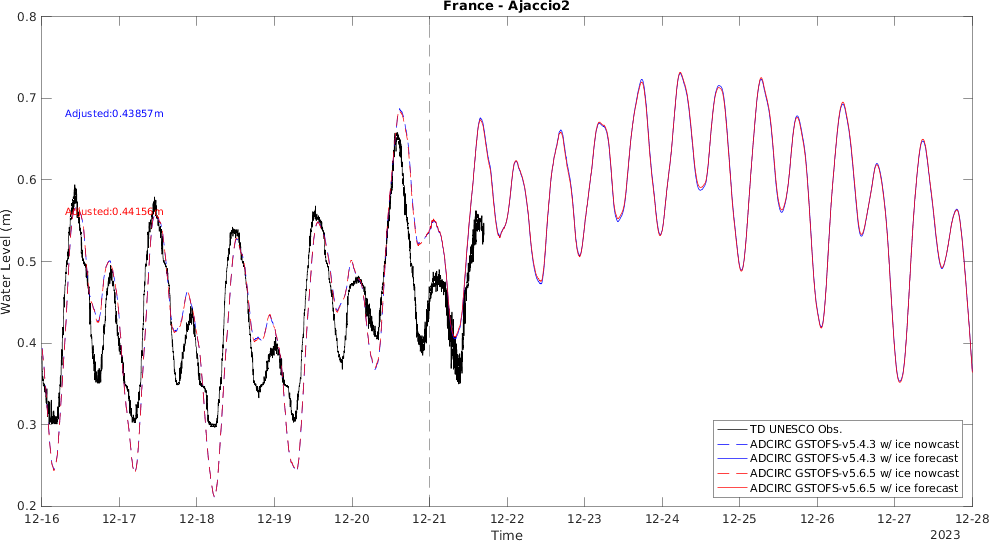 France - Ajaccio2
0.8
0.7
0.6
0.5
0.4
0.3
0.2
Water Level (m)
Adjusted:0.43857m
Adjusted:0.44156m
TD UNESCO Obs.
ADCIRC GSTOFS-v5.4.3 w/ ice nowcast
ADCIRC GSTOFS-v5.4.3 w/ ice forecast
ADCIRC GSTOFS-v5.6.5 w/ ice nowcast
ADCIRC GSTOFS-v5.6.5 w/ ice forecast
12-16 12-17 12-18 12-19 12-20 12-21 12-22 12-23 12-24 12-25 12-26 12-27 12-28
Time
2023